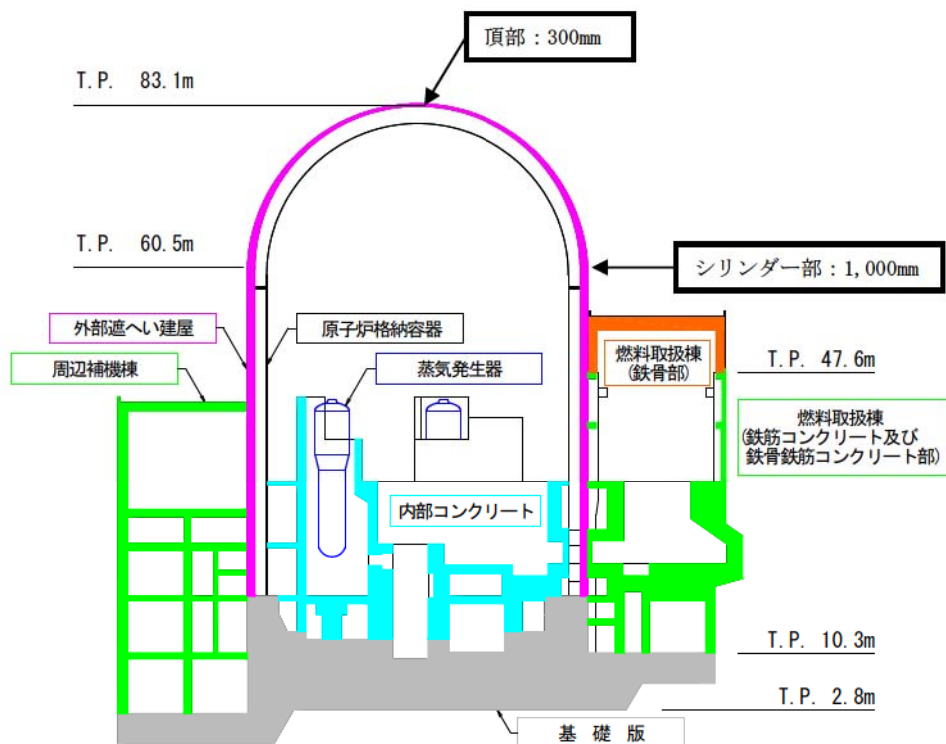 頂部:300mm
T.P. 83.1m
T.P. 60.5m
シリンダー部:1,000mm
外部遮へい建屋
原子炉格納容器
燃料取扱棟
(鉄骨部)
T.P. 47.6m
周辺補機棟
蒸気発生器
燃料取扱棟
(鉄筋コンクリート及び
鉄骨鉄筋コンクリート部)
内部コンクリート
T.P. 10.3m
T.P. 2.8m
基 礎 版